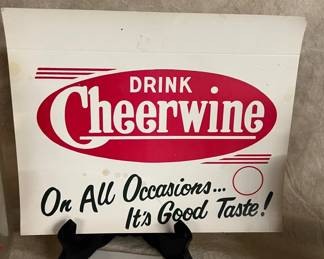 DRINK
Cheerwine
On All Occasions...
It's Good Taste!